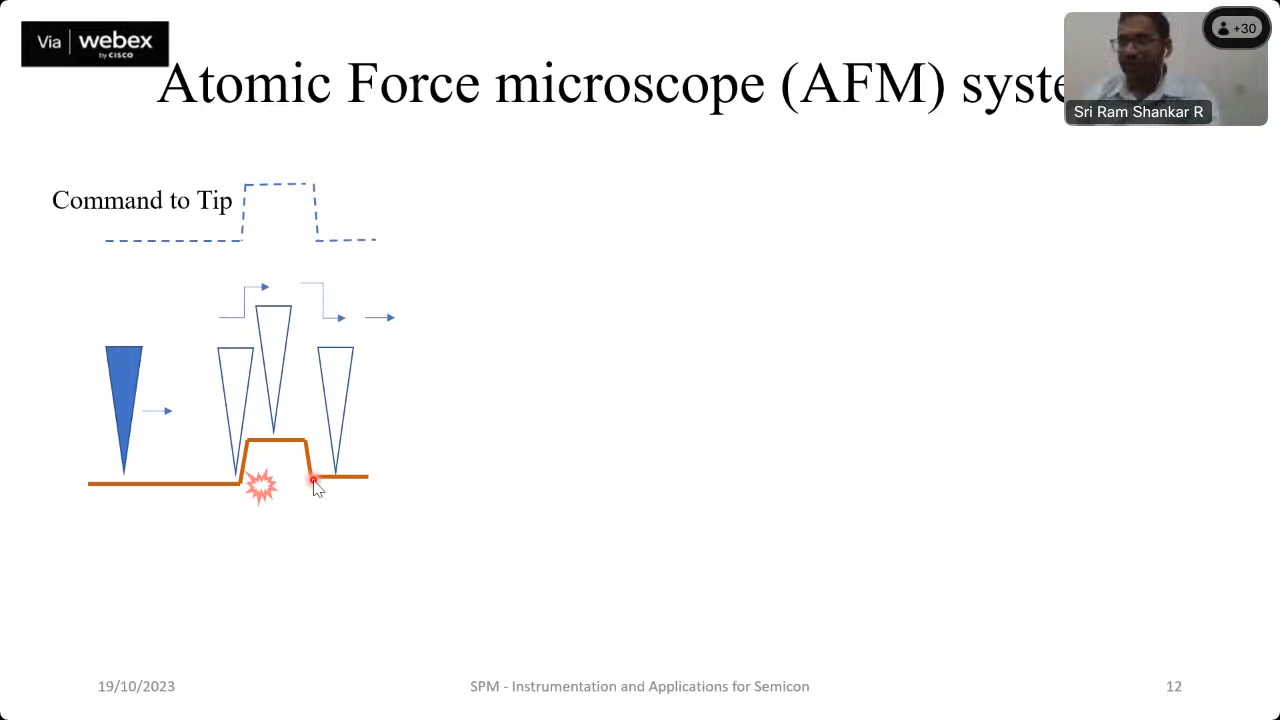 Via webex
by CISCO
+30
Atomic Force microscope (AFM) syste
Sri Ram Shankar R
Command to Tip
19/10/2023
SPM - Instrumentation and Applications for Semicon
12